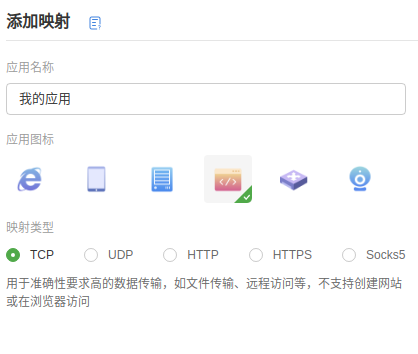 添加映射
应用名称
我的应用
应用图标
映射类型
TCP UDP HTTP HTTPS Socks5
用于准确性要求高的数据传输，如文件传输、远程访问等，不支持创建网站
或在浏览器访问